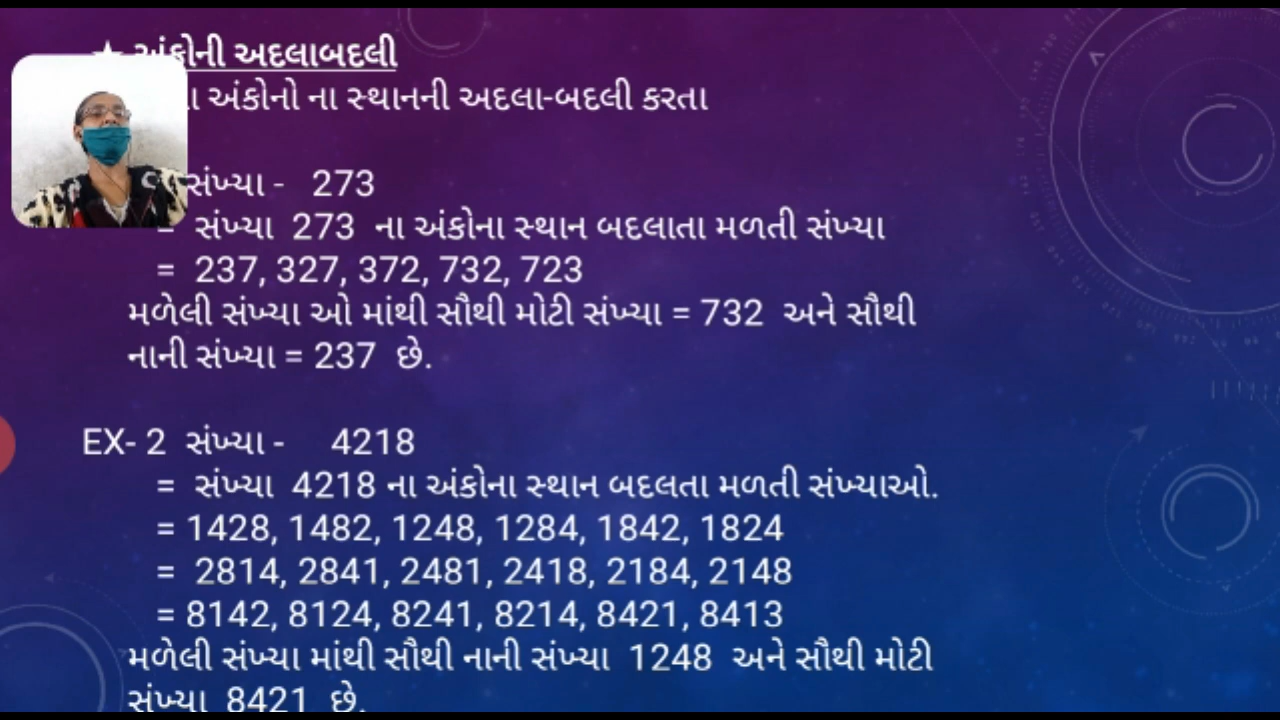 ★ અંકોની અદલાબદલી
ા અંકોનો ના સ્થાનની અદલા-બદલી કરતા
સંખ્યા - 273
= સંખ્યા 273 ના અંકોના સ્થાન બદલાતા મળતી સંખ્યા
= 237, 327, 372, 732, 723
મળેલી સંખ્યા ઓ માંથી સૌથી મોટી સંખ્યા = 732 અને સૌથી
નાની સંખ્યા = 237 છે.
EX- 2 સંખ્યા - 4218
= સંખ્યા 4218 ના અંકોના સ્થાન બદલતા મળતી સંખ્યાઓ.
= 1428, 1482, 1248, 1284, 1842, 1824
= 2814, 2841, 2481, 2418, 2184, 2148
= 8142, 8124, 8241, 8214, 8421, 8413
મળેલી સંખ્યા માંથી સૌથી નાની સંખ્યા 1248 અને સૌથી મોટી
સંખ્યા 8421 છે.